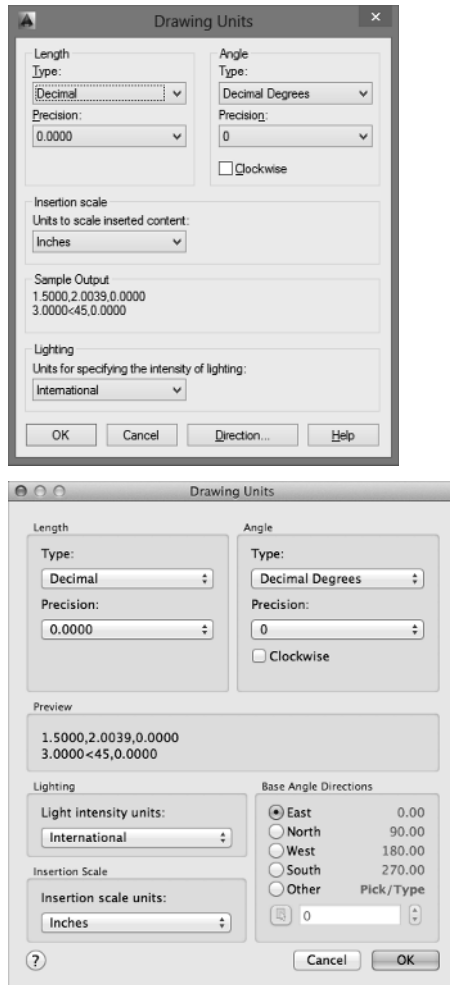 Drawing Units
Length
Type:
Decimal
Precision:
0.0000
Angle
Type:
Decimal Degrees
Precision:
0
Clockwise
Insertion scale
Units to scale inserted content:
Inches
Sample Output
1.5000,2.0039,0.0000
3.0000<45,0.0000
Lighting
Units for specifying the intensity of lighting:
International
OK Cancel Direction... Help
Drawing Units
Length
Type:
Decimal
Precision:
0.0000
Angle
Type:
Decimal Degrees
Precision:
0
Clockwise
Preview
1.5000,2.0039,0.0000
3.0000<45,0.0000
Lighting
Light intensity units:
International
Insertion Scale
Insertion scale units:
Inches
Base Angle Directions
East 0.00
North 90.00
West 180.00
South 270.00
Other Pick/Type
0
? Cancel OK